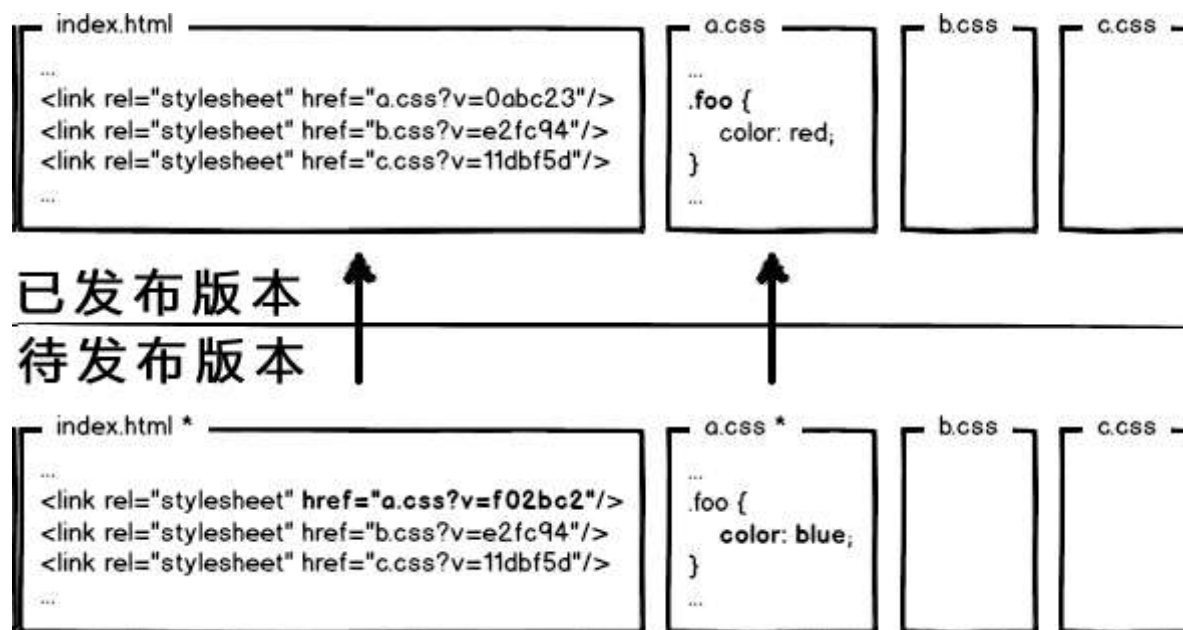 index.html
...
<link rel="stylesheet" href="a.css?v=0abc23"/>
<link rel="stylesheet" href="b.css?v=e2fc94"/>
<link rel="stylesheet" href="c.css?v=11dbf5d"/>
...
a.css
...
.foo {
color: red;
}
...
b.css
c.css
已发布版本
待发布版本
index.html *
...
<link rel="stylesheet" href="a.css?v=f02bc2"/>
<link rel="stylesheet" href="b.css?v=e2fc94"/>
<link rel="stylesheet" href="c.css?v=11dbf5d"/>
...
a.css *
...
.foo {
color: blue;
}
...
b.css
c.css